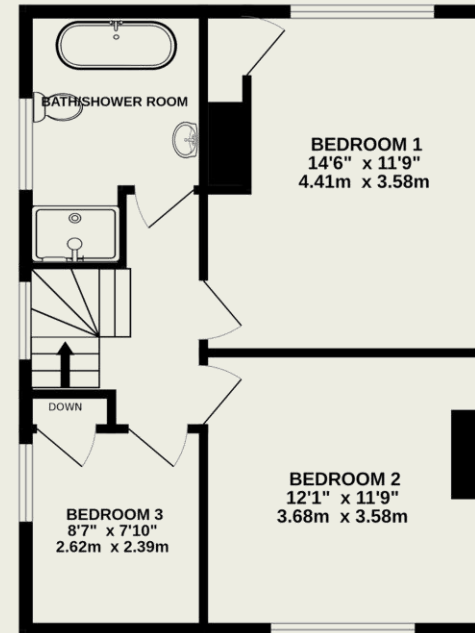 BATH/SHOWER ROOM
BEDROOM 1
14'6" x 11'9"
4.41m x 3.58m
DOWN
BEDROOM 2
12'1" x 11'9"
3.68m x 3.58m
BEDROOM 3
8'7" x 7'10"
2.62m x 2.39m